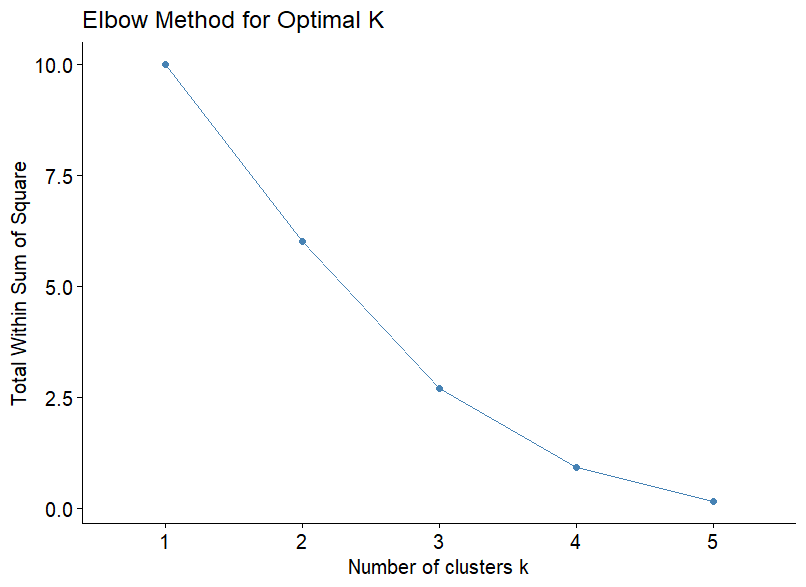 Elbow Method for Optimal K
Total Within Sum of Square
10.0
7.5
5.0
2.5
0.0
1 2 3 4 5
Number of clusters k